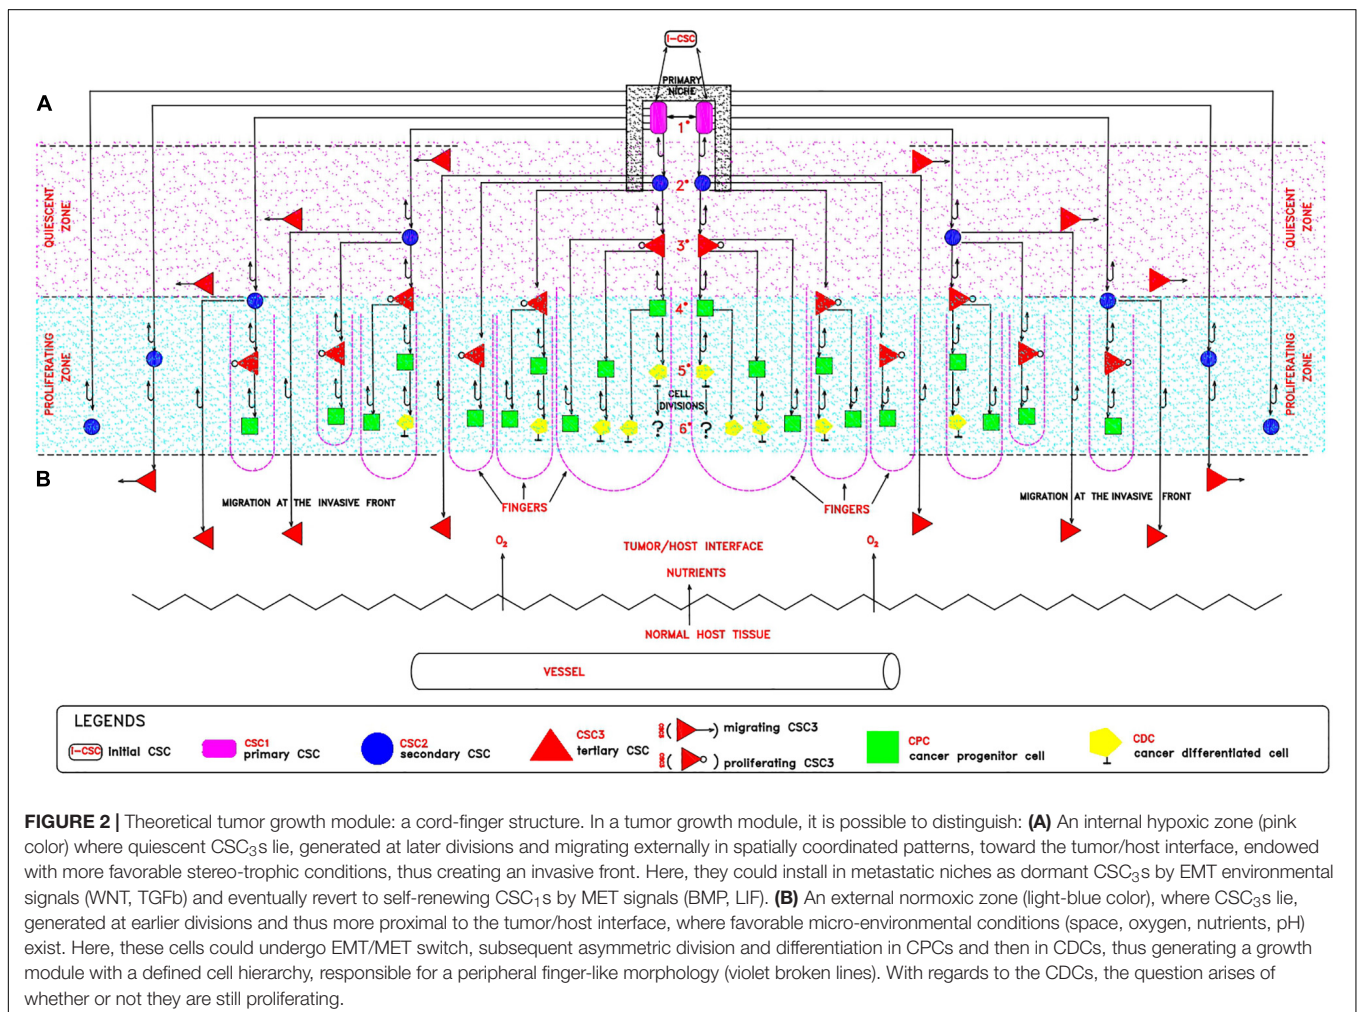 i-CSC
PRIMARY
NICHE
A
1°
2°
3°
4°
5°
CELL
DIVISIONS
6°
? ?
QUIESCENT
ZONE
QUIESCENT
ZONE
PROLIFERATING
ZONE
PROLIFERATING
ZONE
B
MIGRATION AT THE INVASIVE FRONT
MIGRATION AT THE INVASIVE FRONT
FINGERS
FINGERS
O2
O2
TUMOR/HOST INTERFACE
NUTRIENTS
NORMAL HOST TISSUE
VESSEL
LEGENDS
i-CSC initial CSC
CSC1
primary CSC
CSC2
secondary CSC
CSC3
tertiary CSC
migrating CSC3
proliferating CSC3
CPC
cancer progenitor cell
CDC
cancer differentiated cell
FIGURE 2 | Theoretical tumor growth module: a cord-finger structure. In a tumor growth module, it is possible to distinguish: (A) An internal hypoxic zone (pink
color) where quiescent CSC3s lie, generated at later divisions and migrating externally in spatially coordinated patterns, toward the tumor/host interface, endowed
with more favorable stereo-trophic conditions, thus creating an invasive front. Here, they could install in metastatic niches as dormant CSC3s by EMT environmental
signals (WNT, TGFb) and eventually revert to self-renewing CSC1s by MET signals (BMP, LIF). (B) An external normoxic zone (light-blue color), where CSC3s lie,
generated at earlier divisions and thus more proximal to the tumor/host interface, where favorable micro-environmental conditions (space, oxygen, nutrients, pH)
exist. Here, these cells could undergo EMT/MET switch, subsequent asymmetric division and differentiation in CPCs and then in CDCs, thus generating a growth
module with a defined cell hierarchy, responsible for a peripheral finger-like morphology (violet broken lines). With regards to the CDCs, the question arises of
whether or not they are still proliferating.